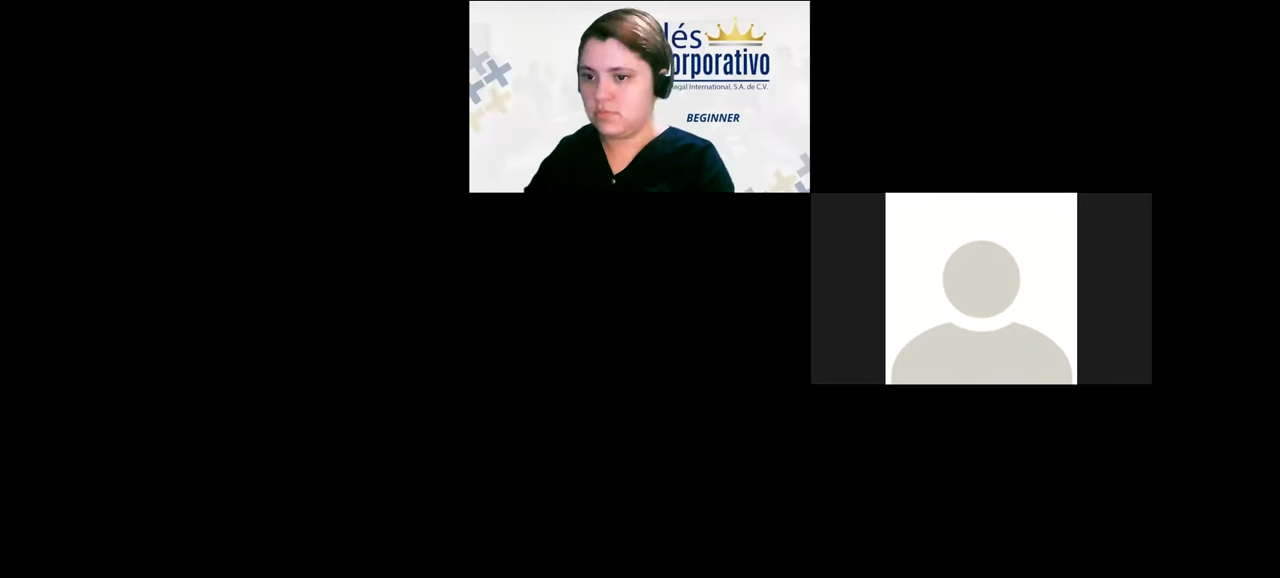 lés
orporativo
egal International, S.A. de C.V.
BEGINNER